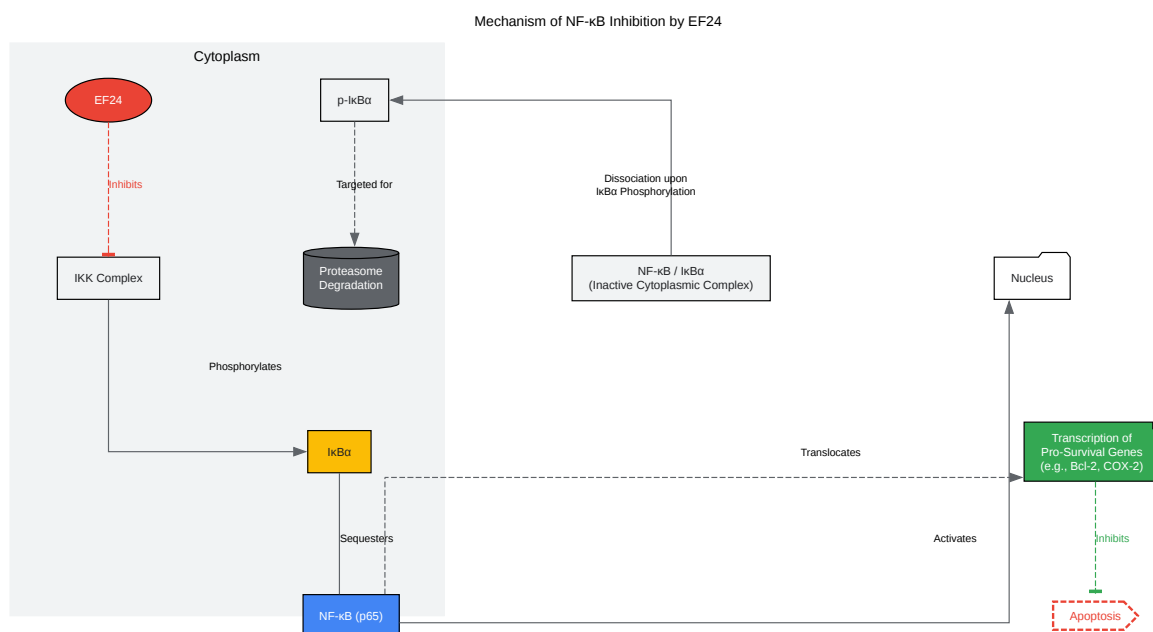 Mechanism of NF-κB Inhibition by EF24
Cytoplasm
EF24
p-IκBα
Inhibits
Targeted for
Dissociation upon
IκBα Phosphorylation
IKK Complex
Proteasome
Degradation
NF-κB / IκBα
(Inactive Cytoplasmic Complex)
Nucleus
Phosphorylates
IκBα
Translocates
Transcription of
Pro-Survival Genes
(e.g., Bcl-2, COX-2)
Sequesters
Activates
Inhibits
NF-κB (p65)
Apoptosis